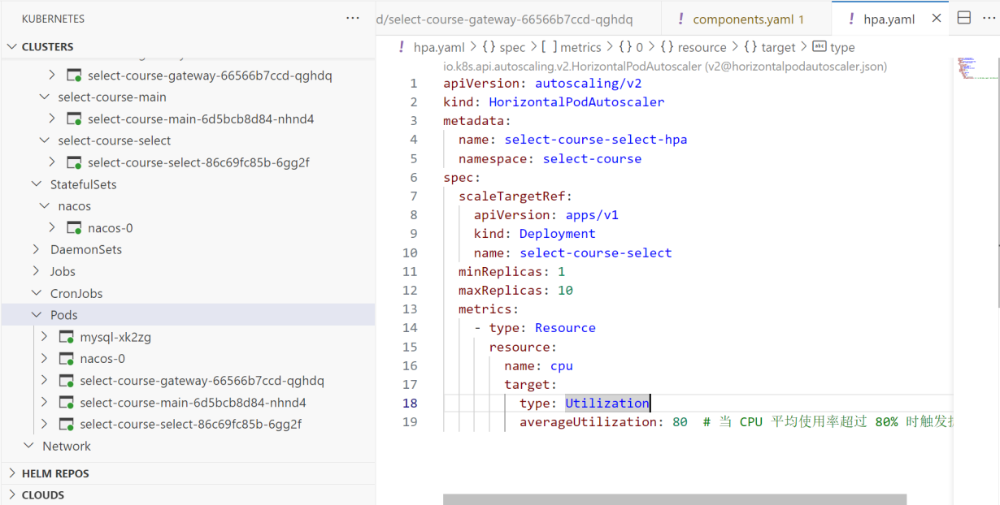 KUBERNETES
CLUSTERS
select-course-gateway-66566b7ccd-qghdq
select-course-main
select-course-main-6d5bcb8d84-nhnd4
select-course-select
select-course-select-86c69fc85b-6gg2f
StatefulSets
nacos
nacos-0
DaemonSets
Jobs
CronJobs
Pods
mysql-xk2zg
nacos-0
select-course-gateway-66566b7ccd-qghdq
select-course-main-6d5bcb8d84-nhnd4
select-course-select-86c69fc85b-6gg2f
Network
HELM REPOS
CLOUDS
d/select-course-gateway-66566b7ccd-qghdq ! components.yaml 1 ! hpa.yaml
! hpa.yaml > {} spec > [ ] metrics > {} 0 > {} resource > {} target > abc type
io.k8s.api.autoscaling.v2.HorizontalPodAutoscaler (v2@horizontalpodautoscaler.json)
1 apiVersion: autoscaling/v2
2 kind: HorizontalPodAutoscaler
3 metadata:
4 name: select-course-select-hpa
5 namespace: select-course
6 spec:
7 scaleTargetRef:
8 apiVersion: apps/v1
9 kind: Deployment
10 name: select-course-select
11 minReplicas: 1
12 maxReplicas: 10
13 metrics:
14 - type: Resource
15 resource:
16 name: cpu
17 target:
18 type: Utilization
19 averageUtilization: 80 # 当 CPU 平均使用率超过 80% 时触发